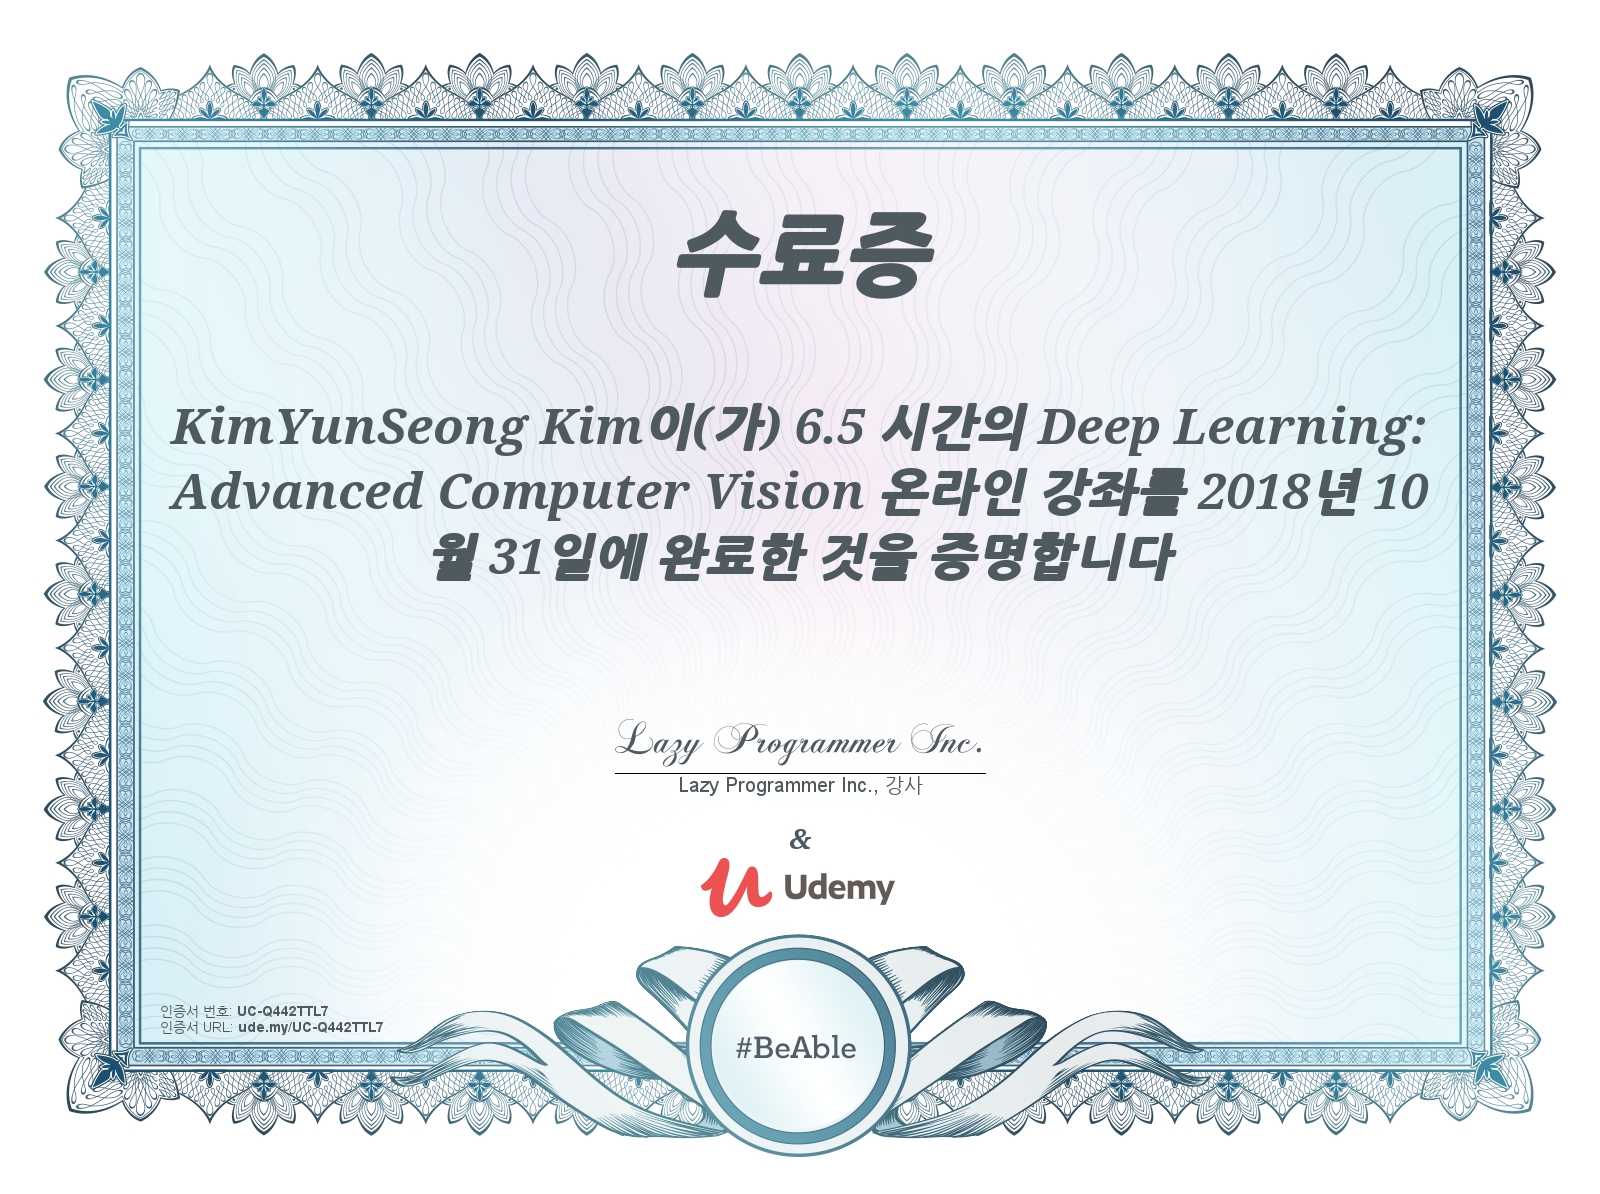 수료증
KimYunSeong Kim이(가) 6.5 시간의 Deep Learning:
Advanced Computer Vision 온라인 강좌를 2018년 10
월 31일에 완료한 것을 증명합니다
Lazy Programmer Inc.
Lazy Programmer Inc., 강사
&
Udemy
인증서 번호: UC-Q442TTL7
인증서 URL: ude.my/UC-Q442TTL7
#BeAble